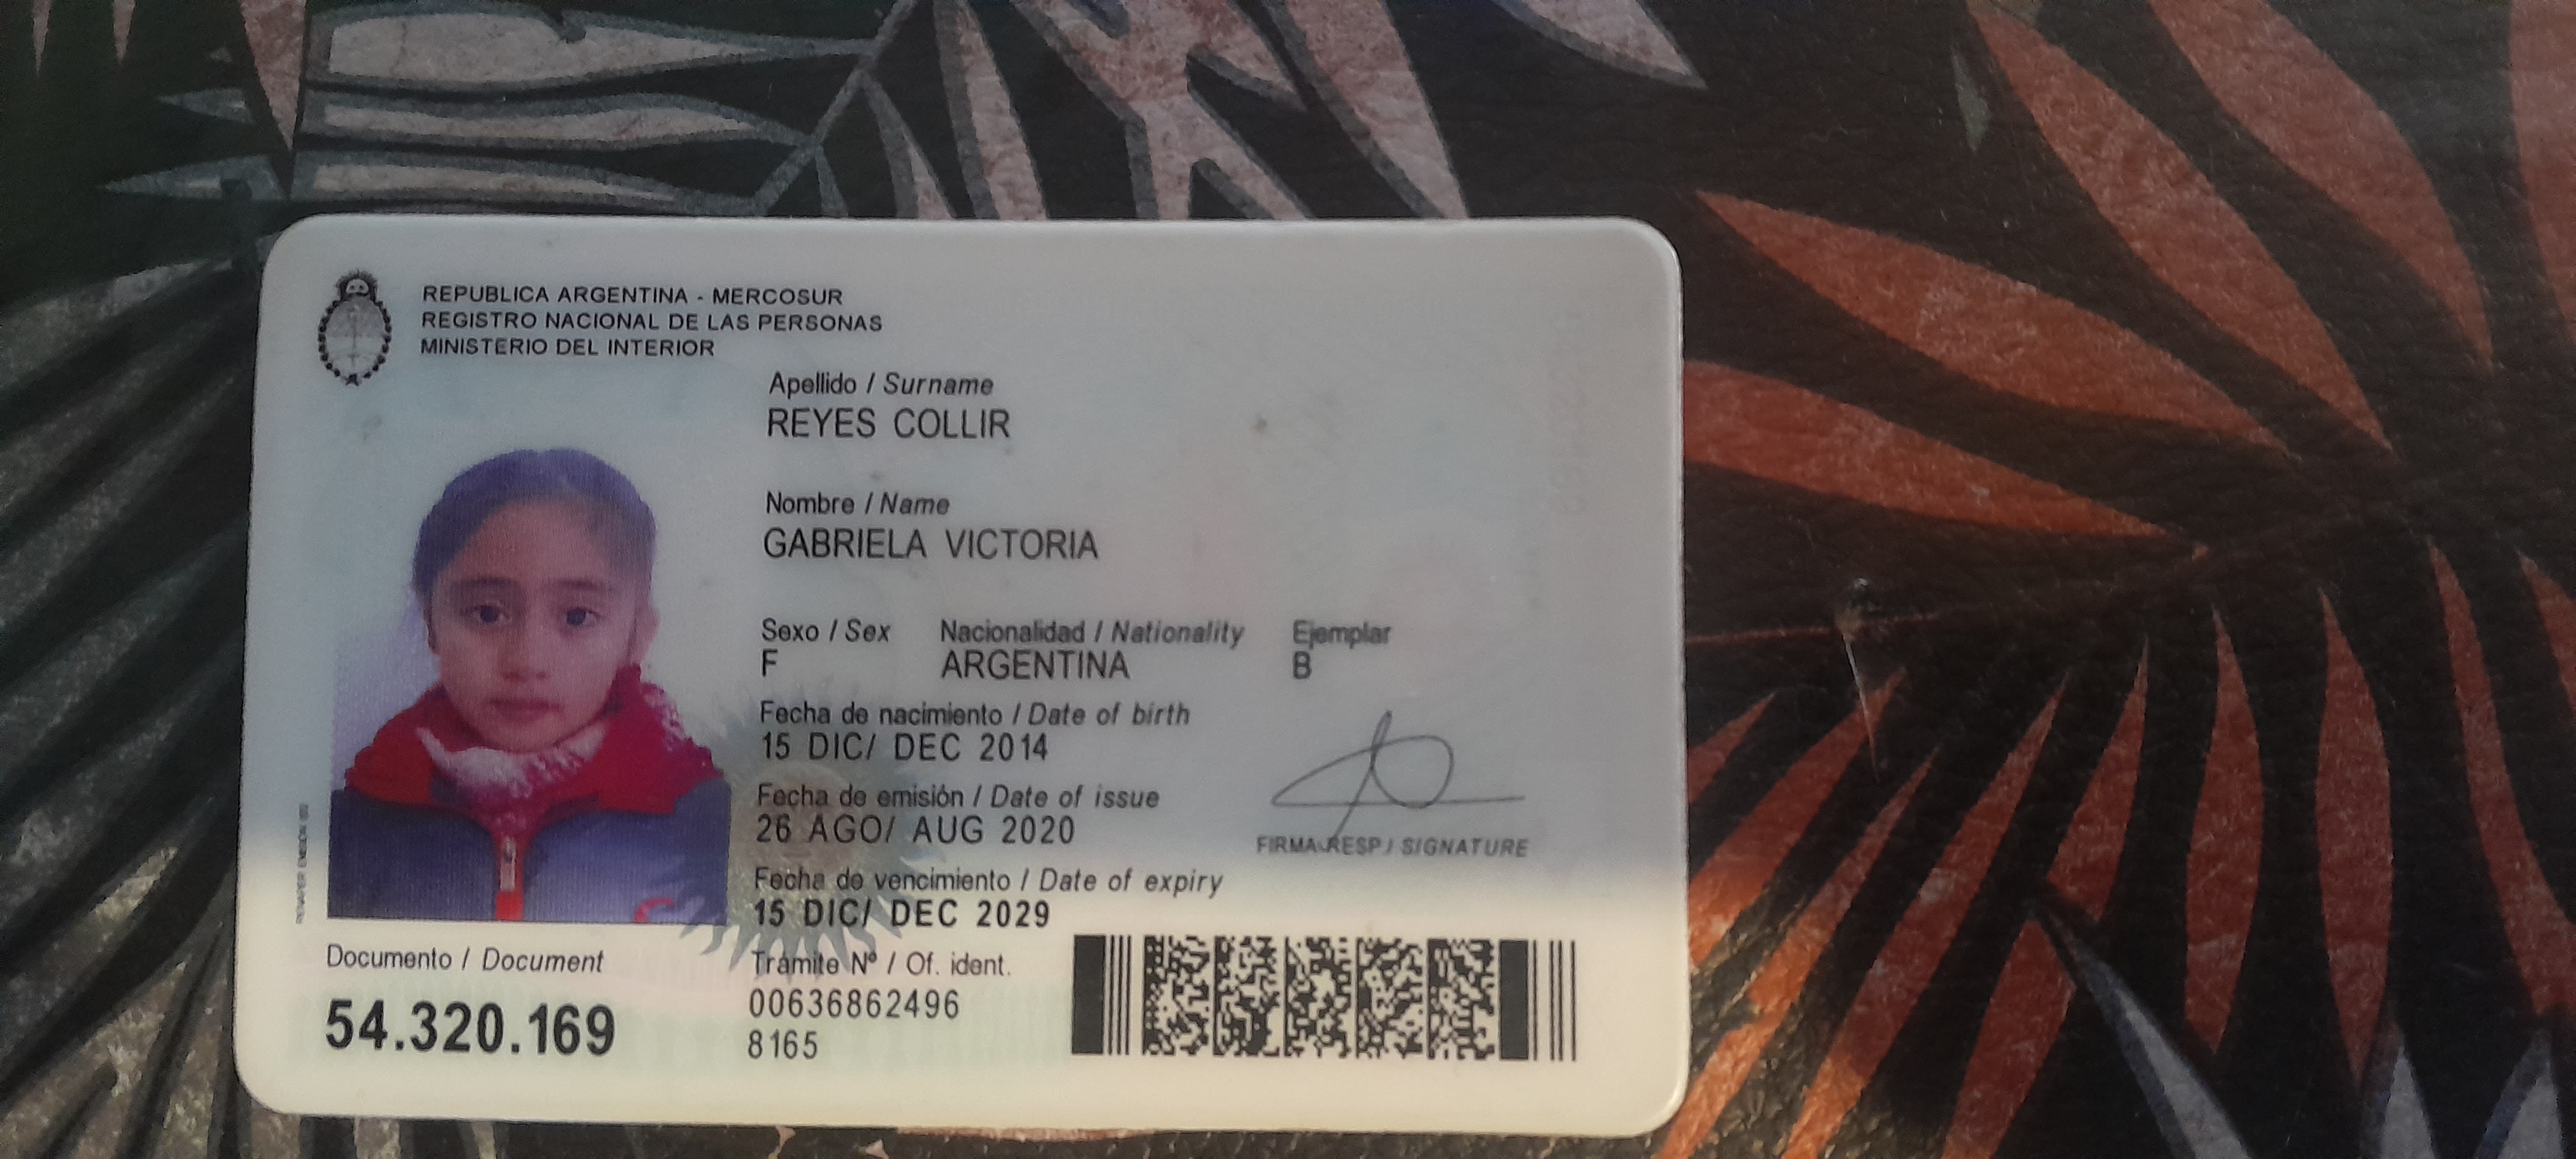 REPUBLICA ARGENTINA - MERCOSUR
REGISTRO NACIONAL DE LAS PERSONAS
MINISTERIO DEL INTERIOR
Apellido / Surname
REYES COLLIR
Nombre / Name
GABRIELA VICTORIA
Sexo / Sex Nacionalidad / Nationality Ejemplar
F ARGENTINA B
Fecha de nacimiento / Date of birth
15 DIC/ DEC 2014
Fecha de emisión / Date of issue
26 AGO/ AUG 2020
Fecha de vencimiento / Date of expiry
15 DIC/ DEC 2029
FIRMA RESP / SIGNATURE
Documento / Document
54.320.169
Trámite Nº / Of. ident.
00636862496
8165
RENAPER EMISIÓN